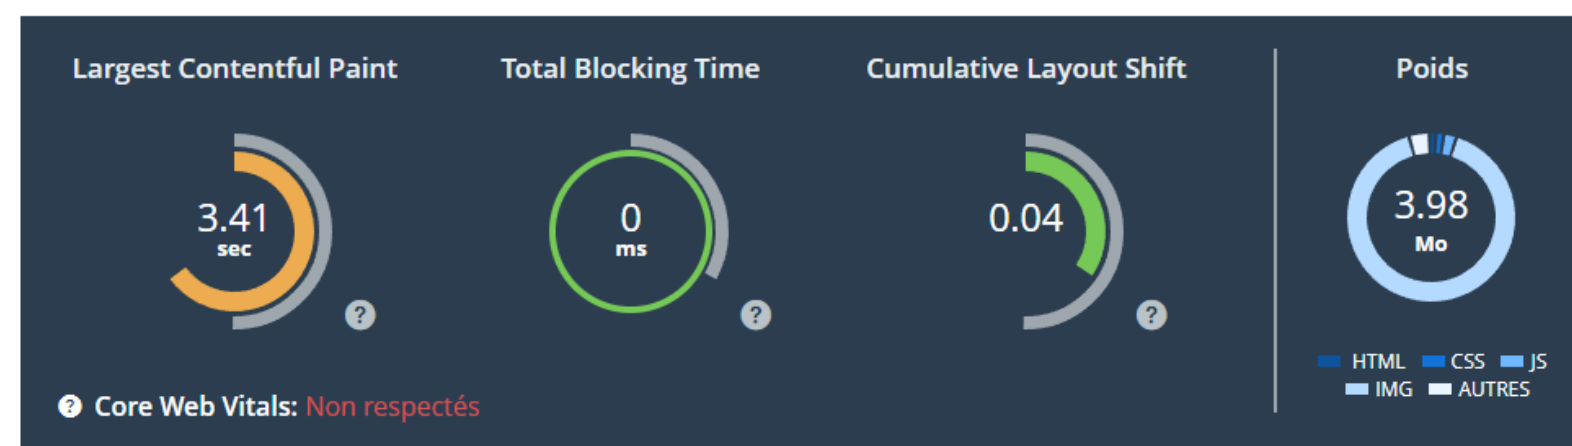 Largest Contentful Paint
3.41
sec
?
Total Blocking Time
0
ms
?
Cumulative Layout Shift
0.04
?
Poids
3.98
Mo
HTML CSS JS
IMG AUTRES
? Core Web Vitals: Non respectés